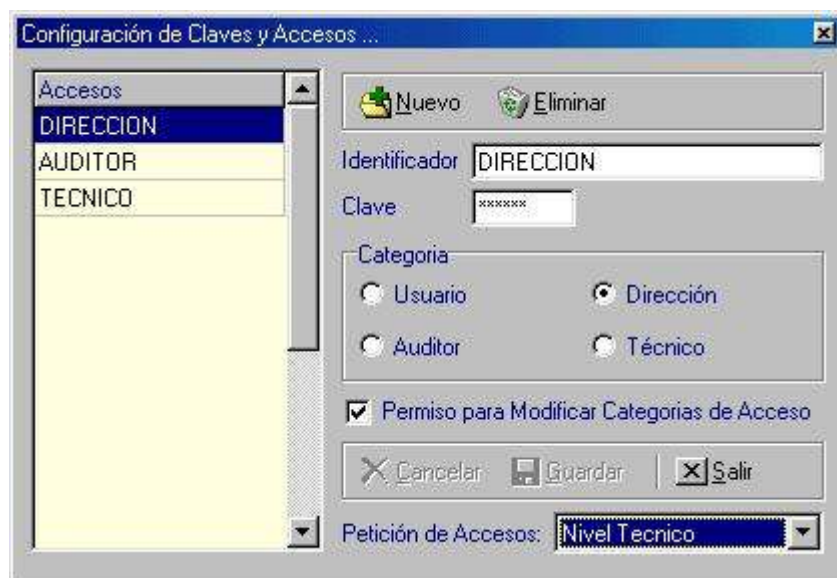 Configuración de Claves y Accesos ...
Accesos
DIRECCION
AUDITOR
TECNICO
Nuevo
Eliminar
Identificador DIRECCION
Clave ******
Categoria
Usuario
Dirección
Auditor
Técnico
Permiso para Modificar Categorias de Acceso
Cancelar
Guardar
Salir
Petición de Accesos: Nivel Tecnico